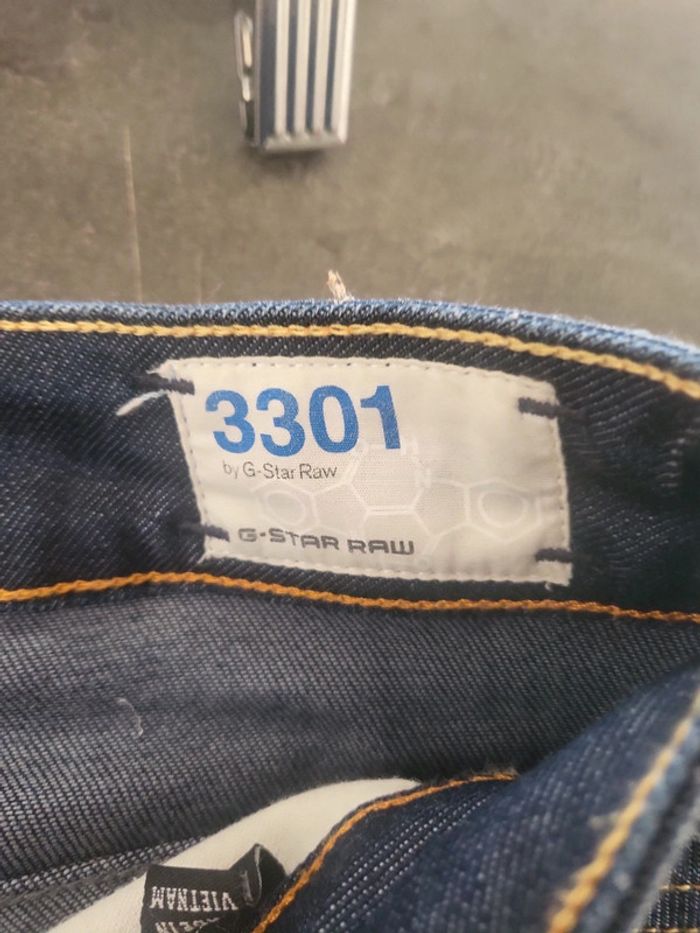 3301
by G-Star Raw
G-STAR RAW
VIETNAM